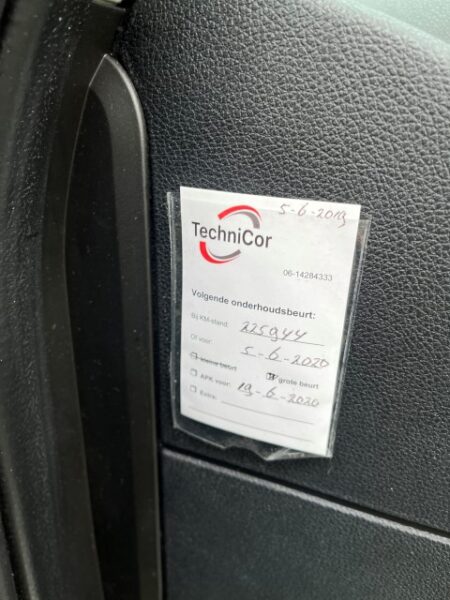 5-6-2019
TechniCor
06-14284333
Volgende onderhoudsbeurt:
Bij KM-stand: 225944
Of voor: 5-6-2020
kleine beurt grote beurt
APK voor: 19-6-2020
Extra: